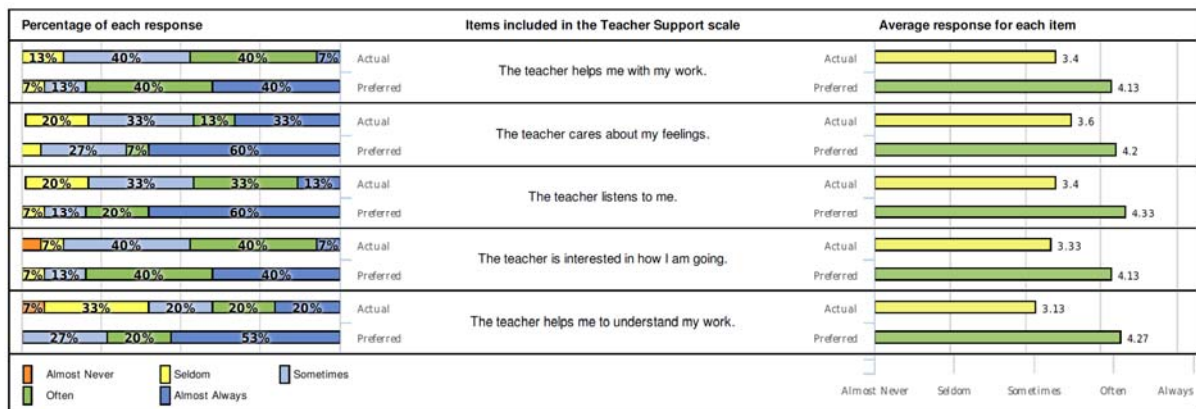 Percentage of each response Items included in the Teacher Support scale Average response for each item
13% 40% 40% 7% Actual Actual 3.4
The teacher helps me with my work.
7% 13% 40% 40% Preferred Preferred 4.13
20% 33% 13% 33% Actual Actual 3.6
The teacher cares about my feelings.
27% 7% 60% Preferred Preferred 4.2
20% 33% 33% 13% Actual Actual 3.4
The teacher listens to me.
7% 13% 20% 60% Preferred Preferred 4.33
7% 40% 40% 7% Actual Actual 3.33
The teacher is interested in how I am going.
7% 13% 40% 40% Preferred Preferred 4.13
7% 33% 20% 20% 20% Actual Actual 3.13
The teacher helps me to understand my work.
27% 20% 53% Preferred Preferred 4.27
Almost Never Seldom Sometimes
Often Almost Always
Almost Never Seldom Sometimes Often Always